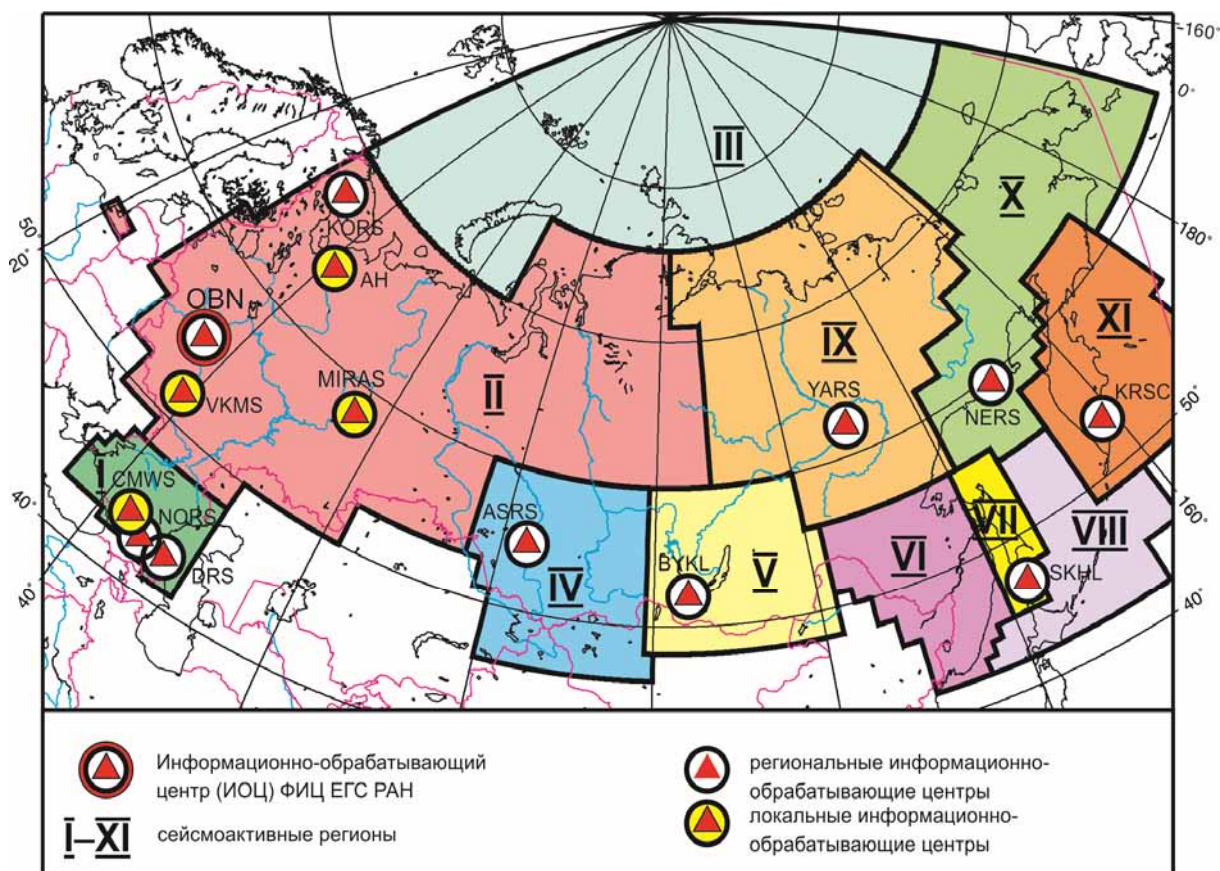 -160°
0°
III
X
KORS
180°
50°
20°
AH
OBN
XI
IX
MIRAS
II
YARS
KRSC
VKMS
NERS
50°
I
CMWS
40°
NORS
ASRS
VII
160°
VIII
DRS
BYKL
VI
SKHL
IV
V
40°
40°
Информационно-обрабатывающий
центр (ИОЦ) ФИЦ ЕГС РАН
I–XI сейсмоактивные регионы
региональные информационно-
обрабатывающие центры
локальные информационно-
обрабатывающие центры